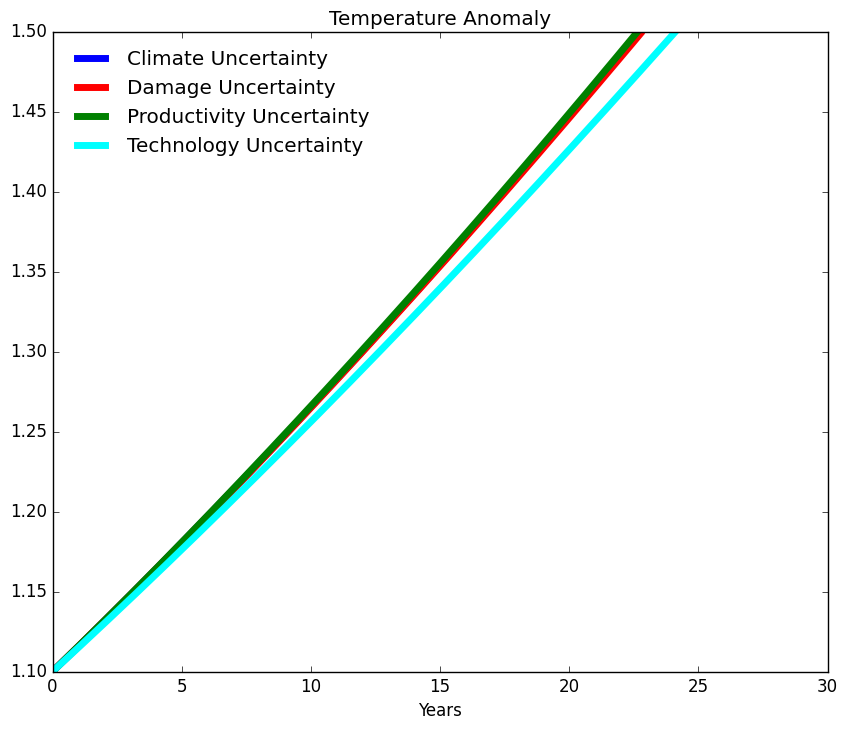 Temperature Anomaly
1.50
Climate Uncertainty
Damage Uncertainty
1.45
Productivity Uncertainty
Technology Uncertainty
1.40
1.35
1.30
1.25
1.20
1.15
1.10
0 5 10 15 20 25 30
Years